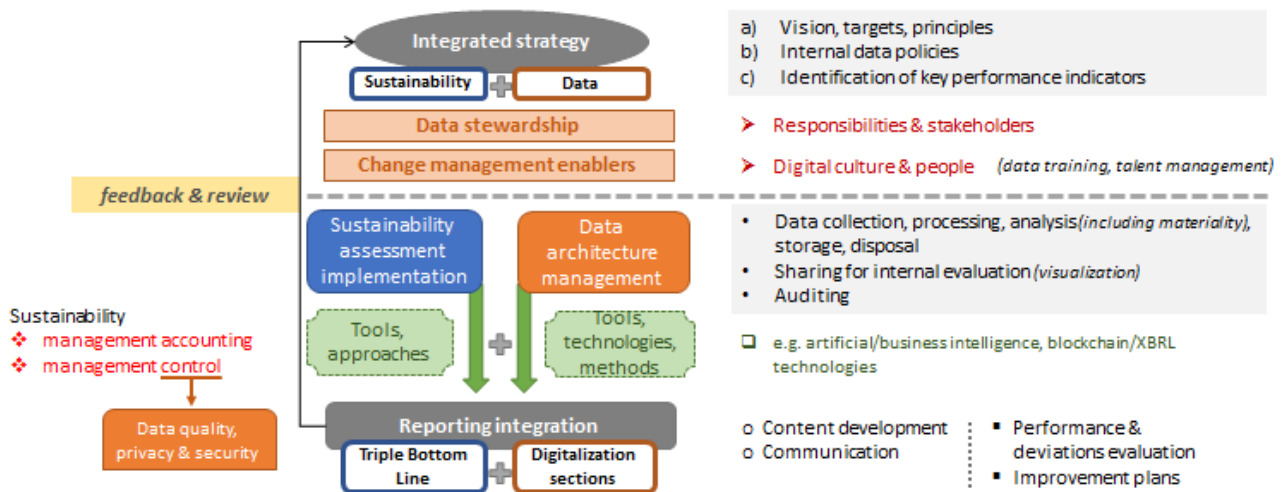 Integrated strategy
Sustainability
Data
a) Vision, targets, principles
b) Internal data policies
c) Identification of key performance indicators
Data stewardship
➤ Responsibilities & stakeholders
Change management enablers
➤ Digital culture & people (data training, talent management)
feedback & review
Sustainability
assessment
implementation
Data
architecture
management
• Data collection, processing, analysis(including materiality),
storage, disposal
• Sharing for internal evaluation(visualization)
• Auditing
Sustainability
❖ management accounting
❖ management control
Data quality,
privacy & security
Tools,
approaches
Tools,
technologies,
methods
❑ e.g. artificial/business intelligence, blockchain/XBRL
technologies
Reporting integration
Triple Bottom
Line
Digitalization
sections
o Content development
o Communication
▪ Performance &
deviations evaluation
▪ Improvement plans